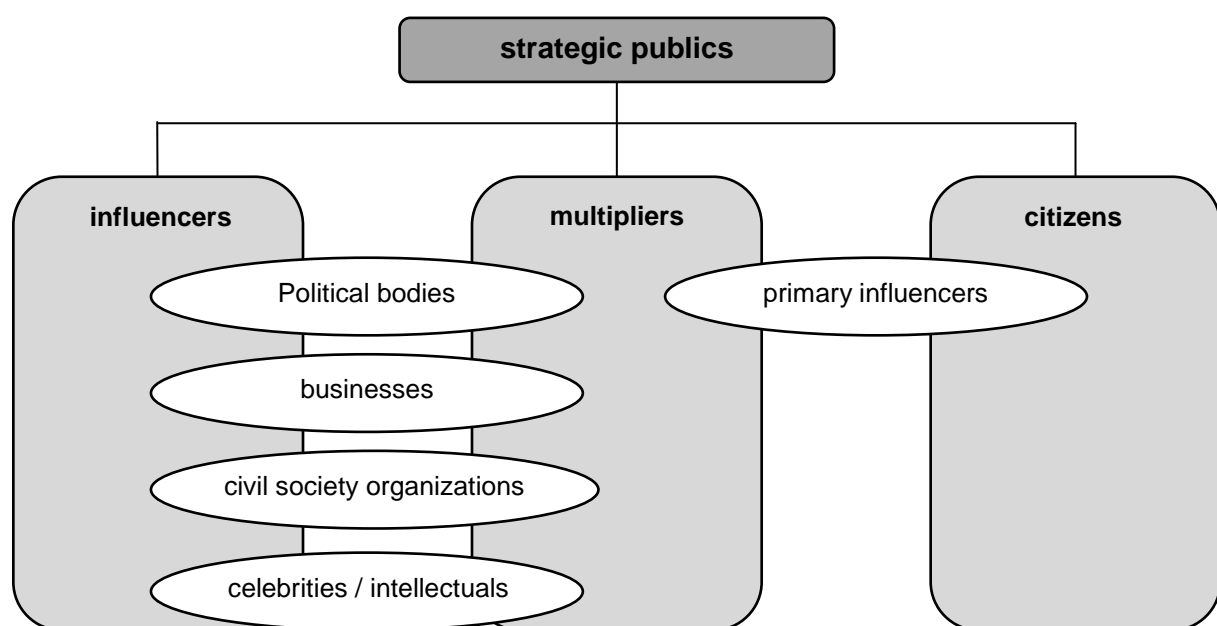 strategic publics
influencers
multipliers
citizens
Political bodies
primary influencers
businesses
civil society organizations
celebrities / intellectuals